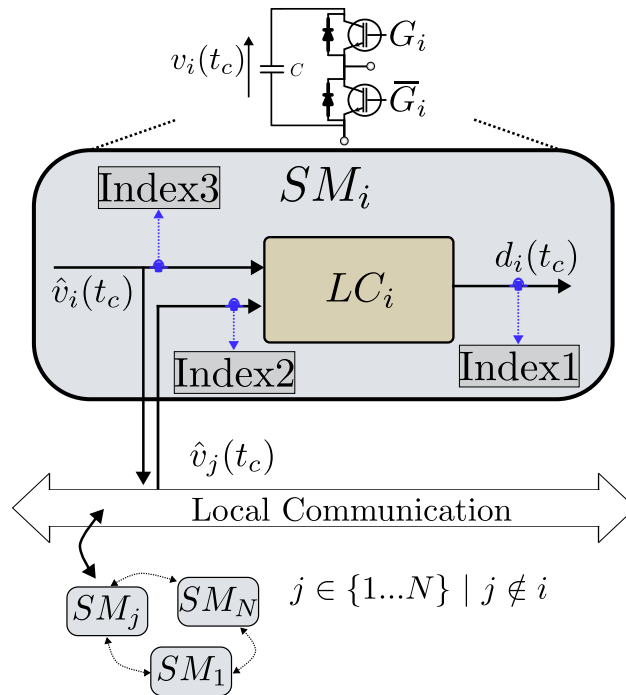 G_i
v_i(t_c) C
\overline{G}_i
Index3 SM_i
\hat{v}_i(t_c) LC_i d_i(t_c)
Index2 Index1
\hat{v}_j(t_c)
Local Communication
SM_j SM_N j ∈ {1...N} | j ∉ i
SM_1